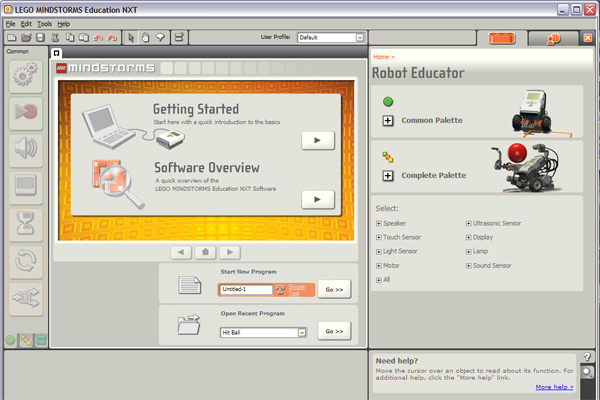 LEGO MINDSTORMS Education NXT
File Edit Tools Help
User Profile: Default
Common
LEGO mindstorms
Getting Started
Start here with a quick introduction to the basics
Software Overview
A quick overview of the
LEGO MINDSTORMS Education NXT Software
Start New Program
Untitled-1
Go >>
Open Recent Program
Hit Ball
Go >>
Home >
Robot Educator
Common Palette
Complete Palette
Select:
Speaker
Ultrasonic Sensor
Touch Sensor
Display
Light Sensor
Lamp
Motor
Sound Sensor
All
Need help?
Move the cursor over an object to read about its function. For
additional help, click the "More help" link.
More help »
?